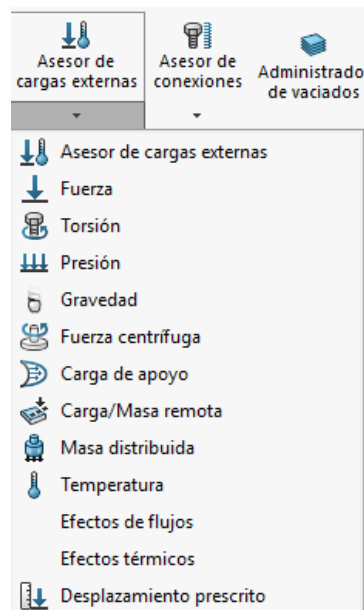 Asesor de
cargas externas
Asesor de
conexiones
Administrado
de vaciados
Asesor de cargas externas
Fuerza
Torsión
Presión
Gravedad
Fuerza centrífuga
Carga de apoyo
Carga/Masa remota
Masa distribuida
Temperatura
Efectos de flujos
Efectos térmicos
Desplazamiento prescrito